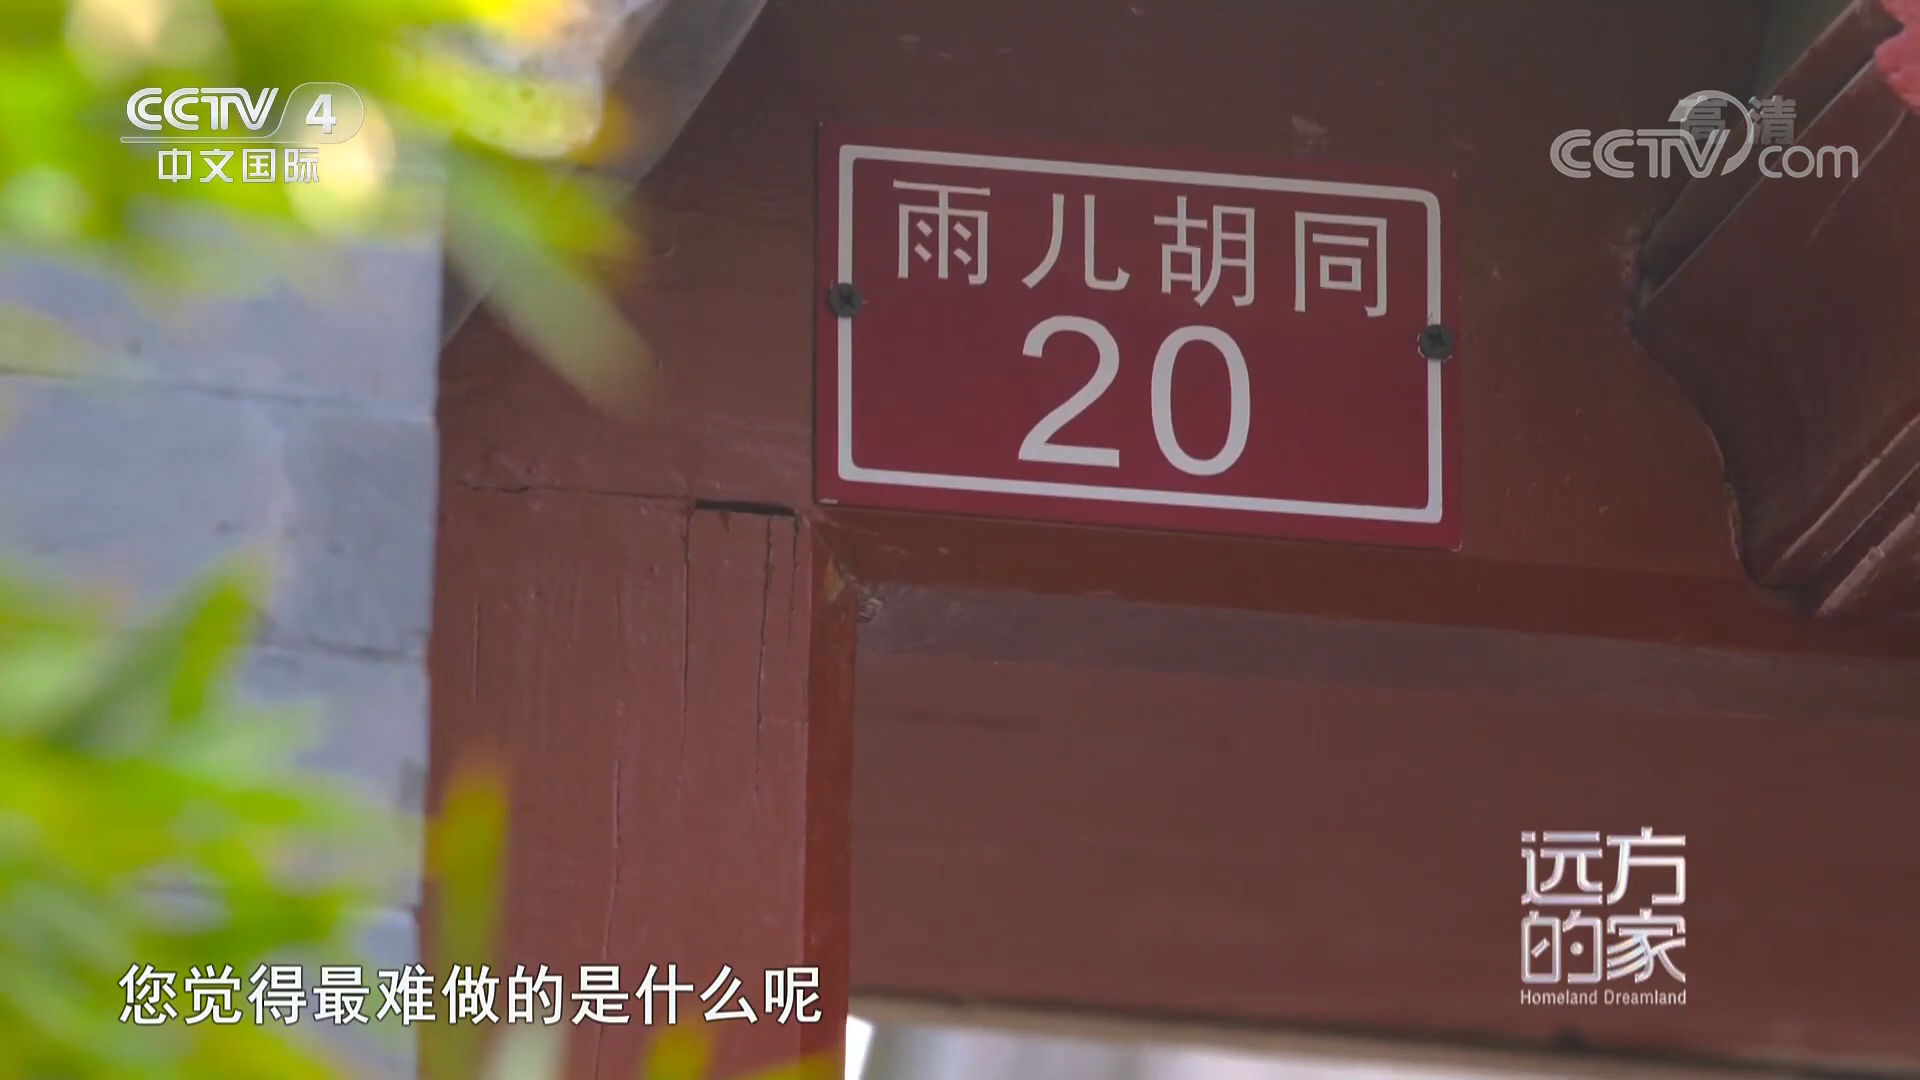 CCTV 4
中文国际
高清
CCTV.com
雨儿胡同
20
远方
的家
Homeland Dreamland
您觉得最难做的是什么呢